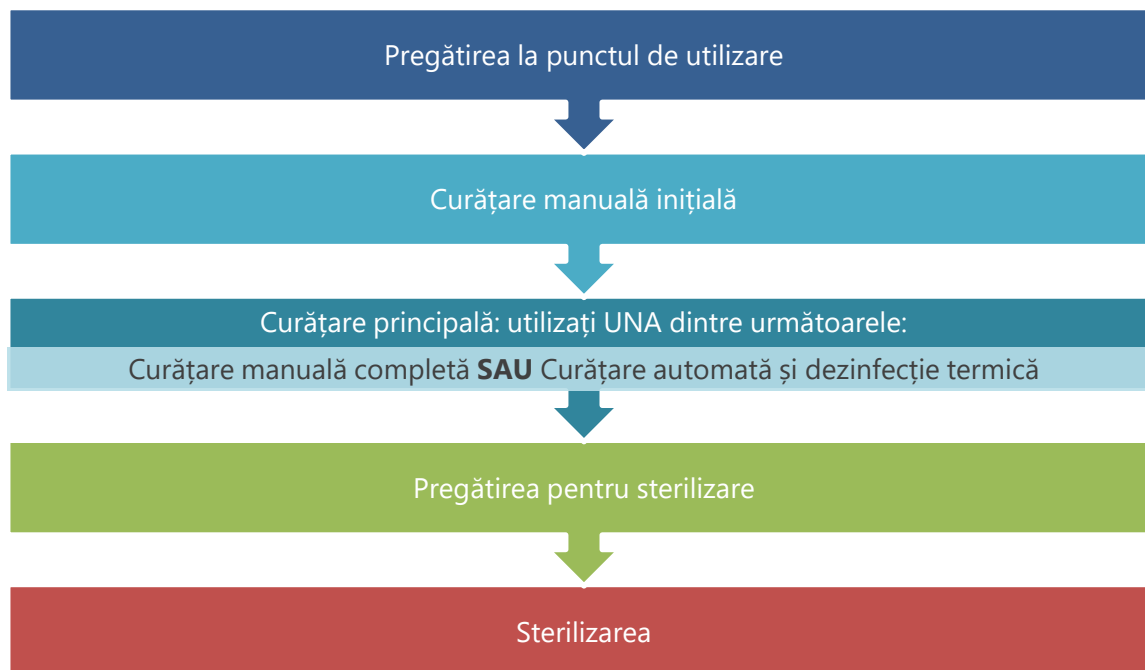 Pregătirea la punctul de utilizare
Curățare manuală inițială
Curățare principală: utilizați UNA dintre următoarele:
Curățare manuală completă SAU Curățare automată și dezinfecție termică
Pregătirea pentru sterilizare
Sterilizarea